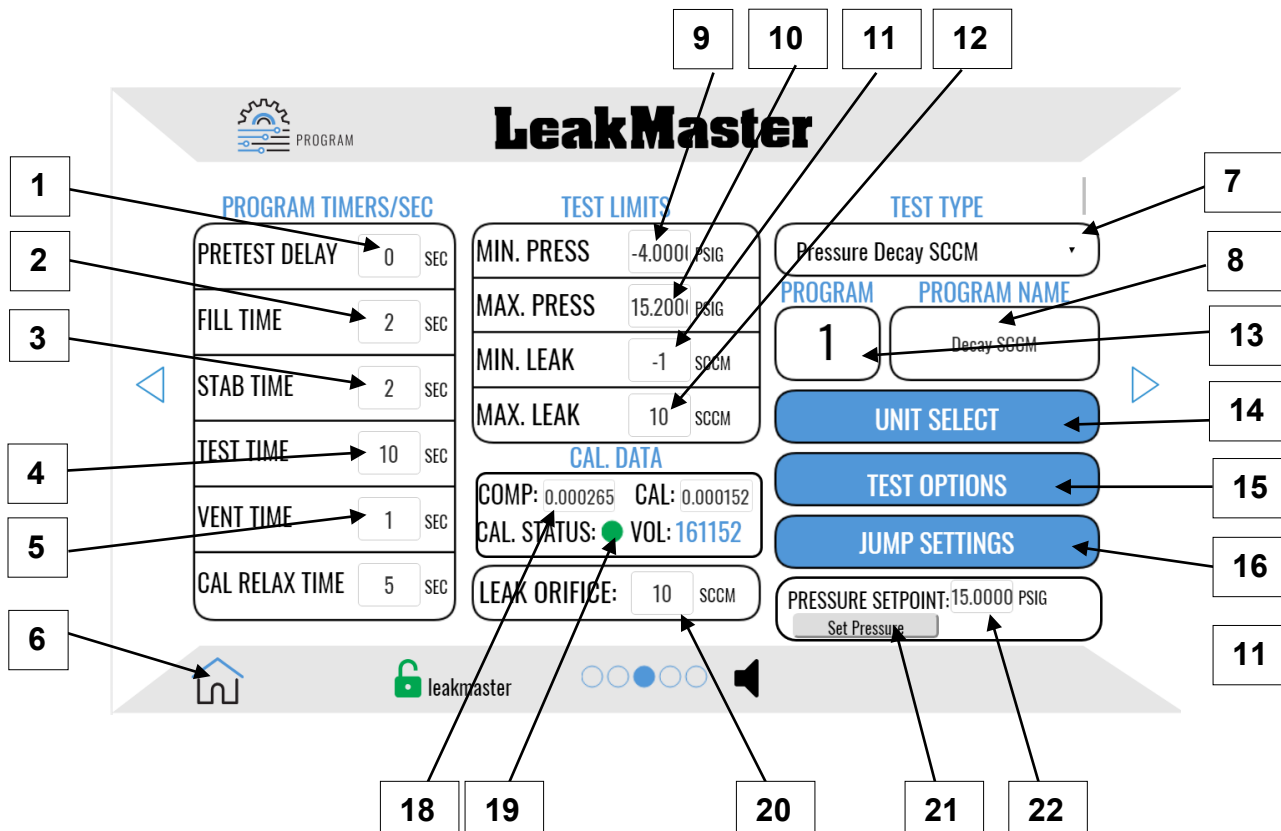 9 10 11 12
PROGRAM
LeakMaster
1
2
3
4
5
6
PROGRAM TIMERS/SEC
PRETEST DELAY 0 SEC
FILL TIME 2 SEC
STAB TIME 2 SEC
TEST TIME 10 SEC
VENT TIME 1 SEC
CAL RELAX TIME 5 SEC
TEST LIMITS
MIN. PRESS -4.000 PSIG
MAX. PRESS 15.200 PSIG
MIN. LEAK -1 SCCM
MAX. LEAK 10 SCCM
CAL. DATA
COMP: 0.000265 CAL: 0.000152
CAL. STATUS: VOL: 161152
LEAK ORIFICE: 10 SCCM
TEST TYPE
Pressure Decay SCCM
PROGRAM PROGRAM NAME
1 Decay SCCM
UNIT SELECT
TEST OPTIONS
JUMP SETTINGS
PRESSURE SETPOINT: 15.0000 PSIG
Set Pressure
7
8
13
14
15
16
11
leakmaster
18 19 20 21 22